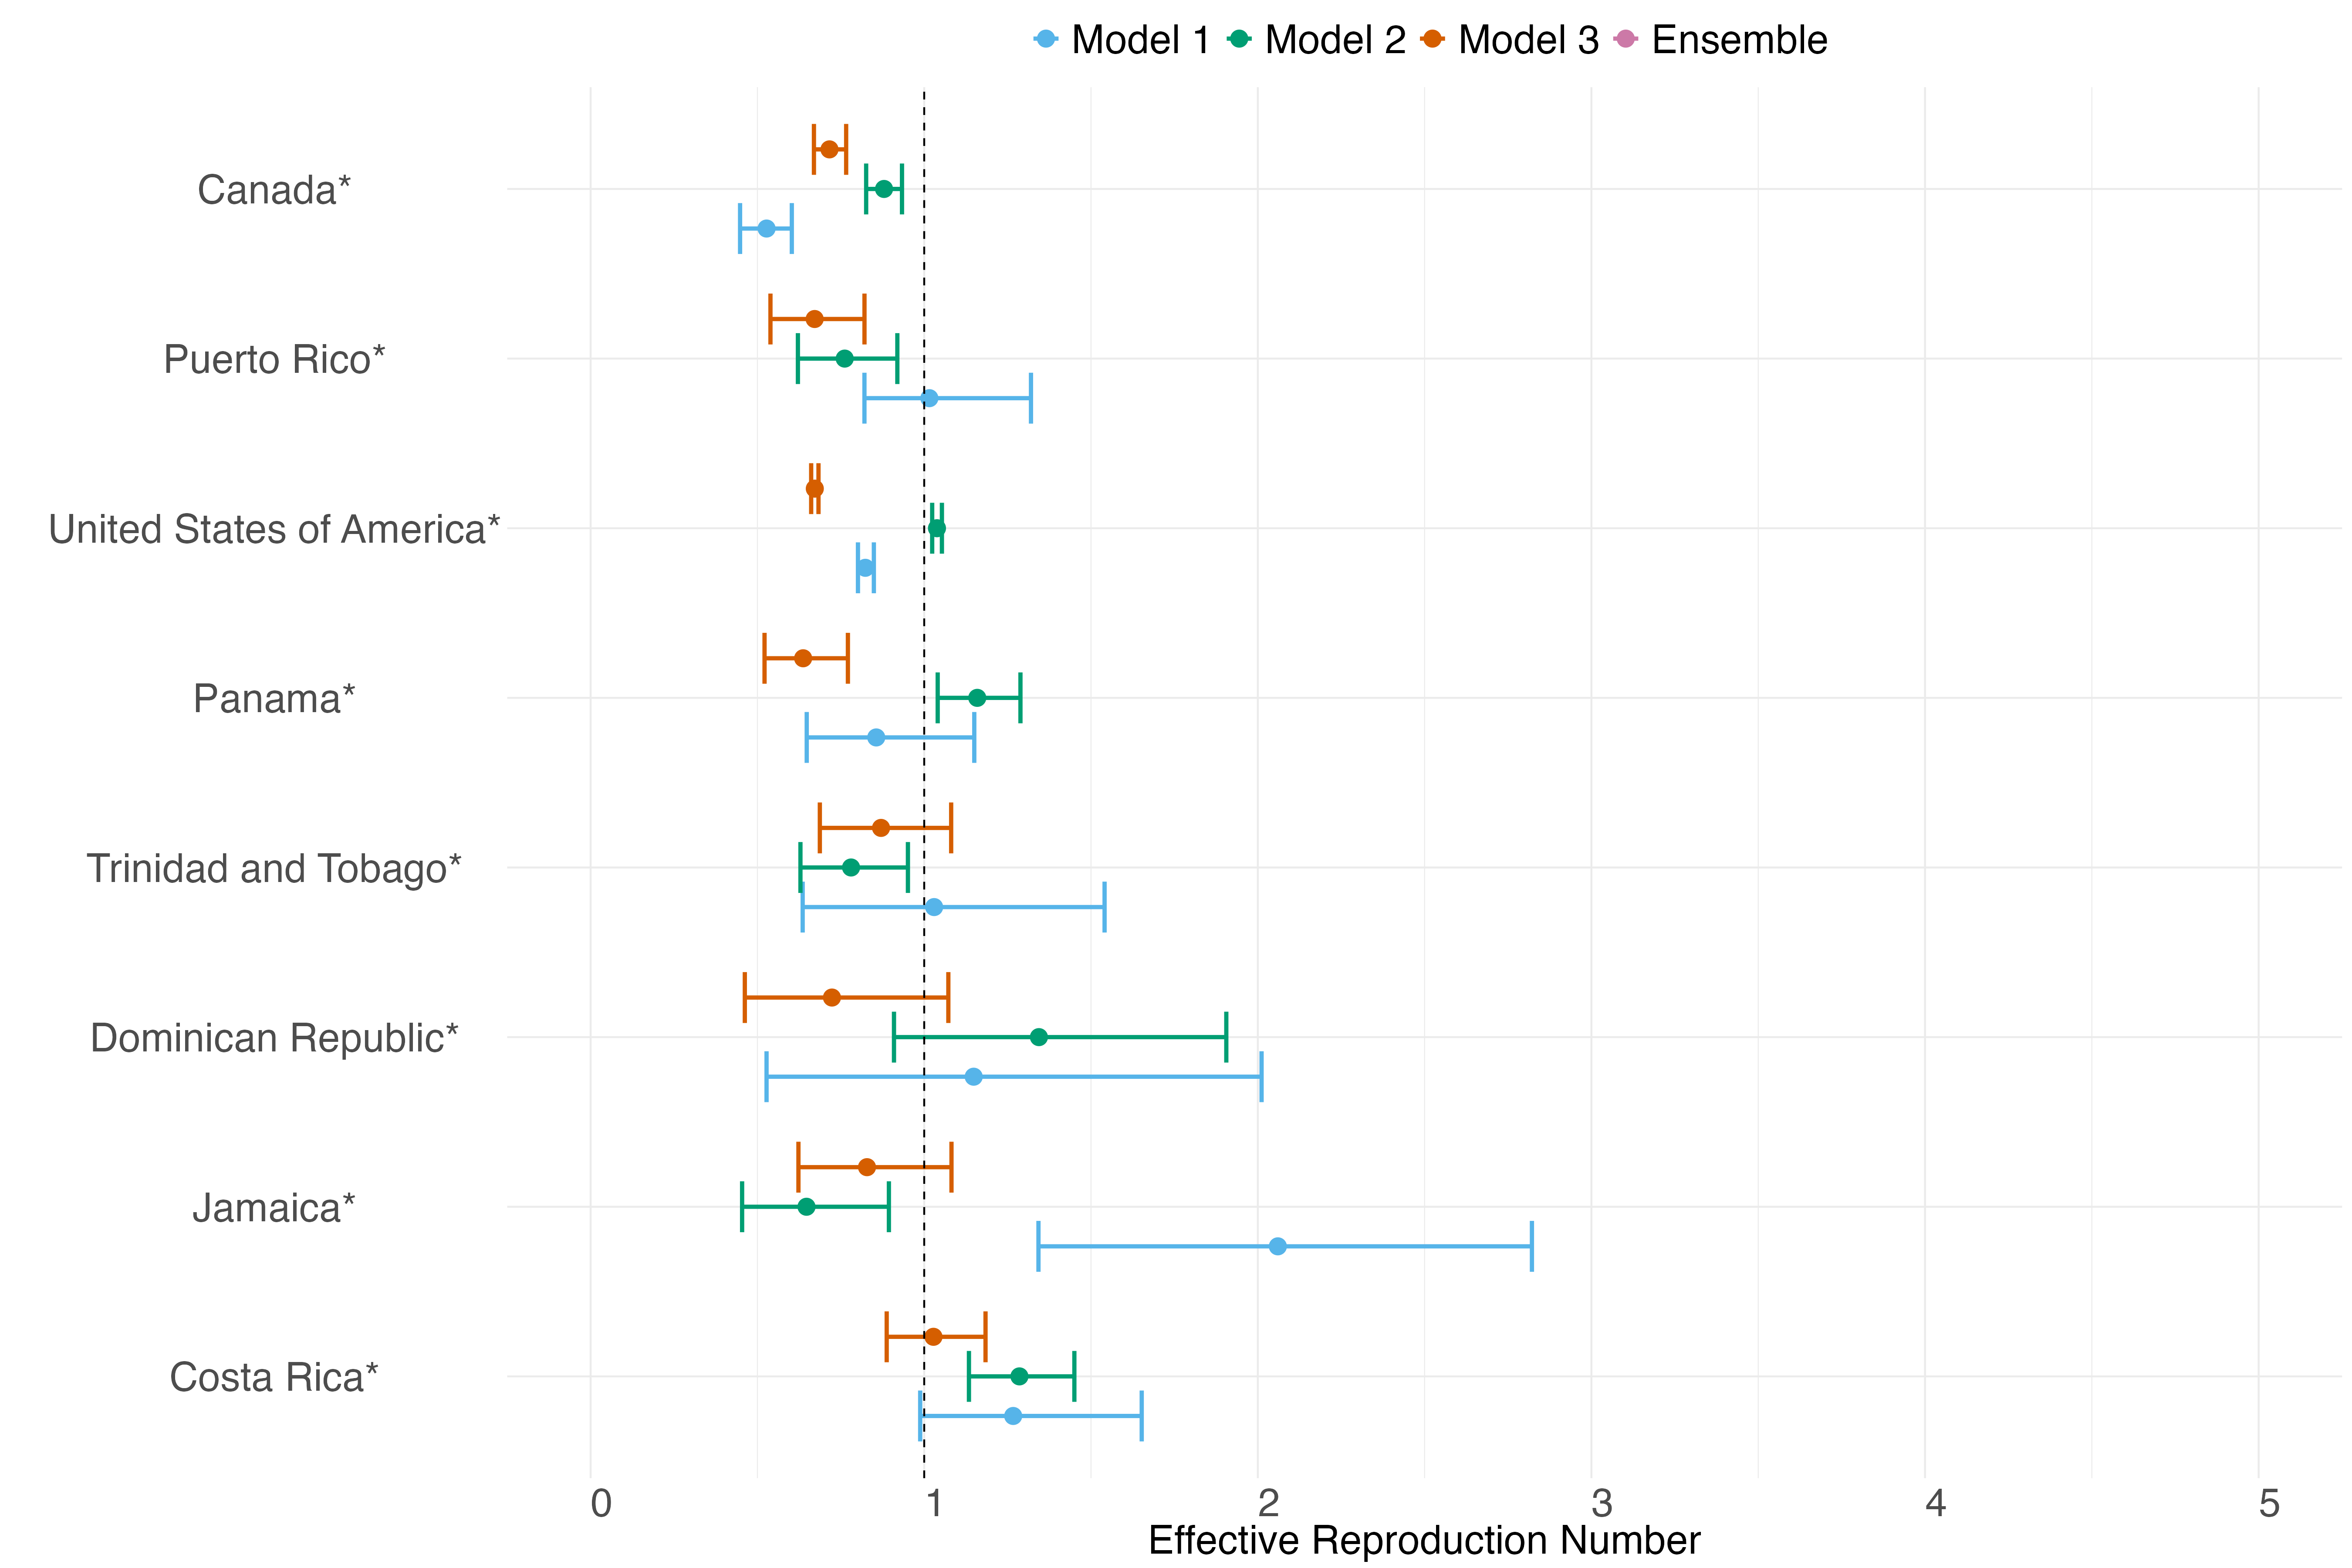 Model 1 Model 2 Model 3 Ensemble
Canada*
Puerto Rico*
United States of America*
Panama*
Trinidad and Tobago*
Dominican Republic*
Jamaica*
Costa Rica*
0 1 2 3 4 5
Effective Reproduction Number